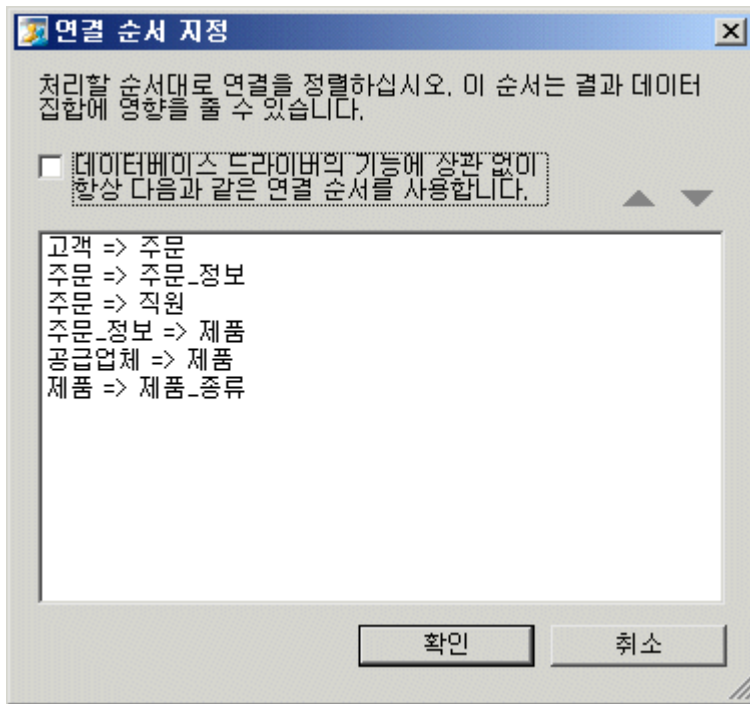 연결 순서 지정
처리할 순서대로 연결을 정렬하십시오. 이 순서는 결과 데이터
집합에 영향을 줄 수 있습니다.
데이터베이스 드라이버의 기능에 상관 없이
항상 다음과 같은 연결 순서를 사용합니다.
고객 => 주문
주문 => 주문_정보
주문 => 직원
주문_정보 => 제품
공급업체 => 제품
제품 => 제품_종류
확인 취소